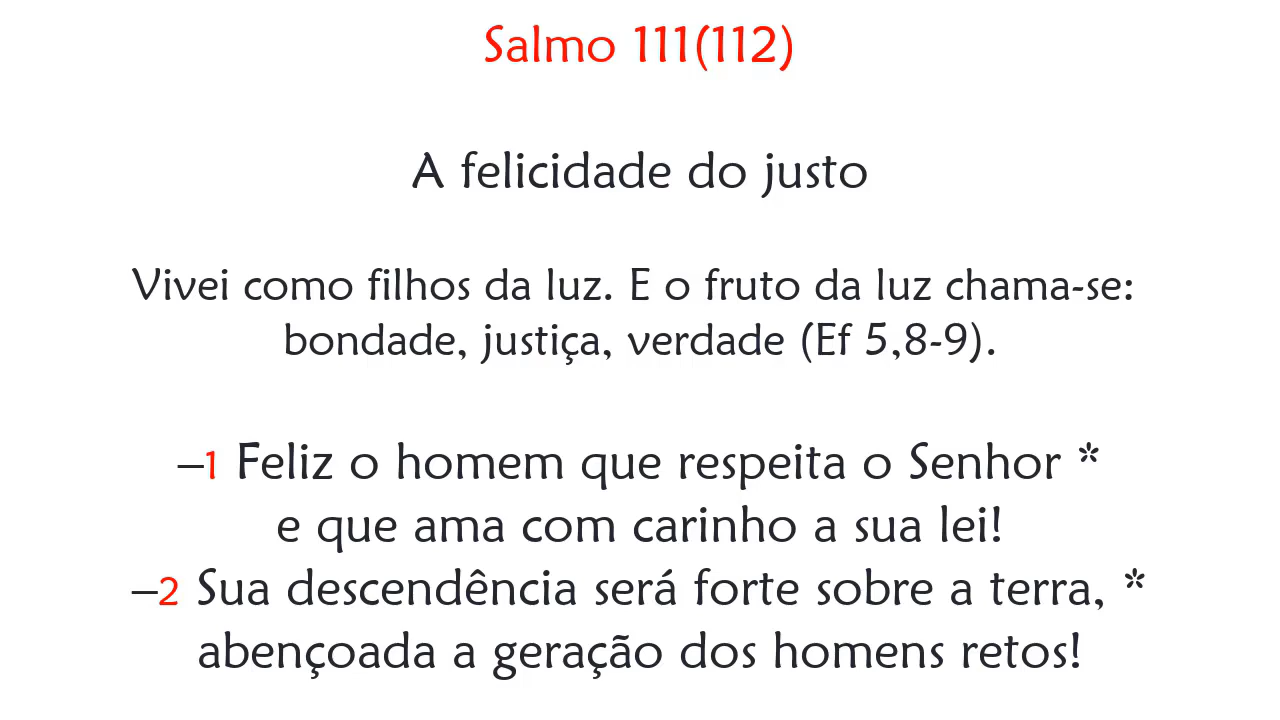 Salmo 111(112)
A felicidade do justo
Vivei como filhos da luz. E o fruto da luz chama-se:
bondade, justiça, verdade (Ef 5,8-9).
–1 Feliz o homem que respeita o Senhor *
e que ama com carinho a sua lei!
–2 Sua descendência será forte sobre a terra, *
abençoada a geração dos homens retos!